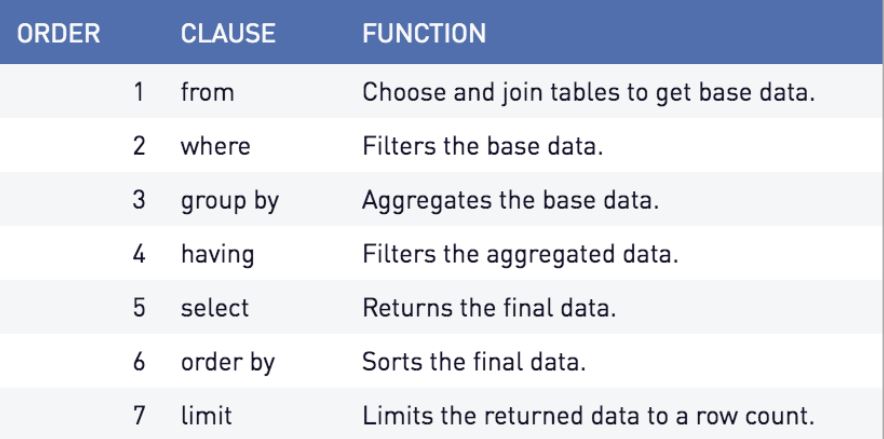 ORDER CLAUSE FUNCTION
1 from Choose and join tables to get base data.
2 where Filters the base data.
3 group by Aggregates the base data.
4 having Filters the aggregated data.
5 select Returns the final data.
6 order by Sorts the final data.
7 limit Limits the returned data to a row count.